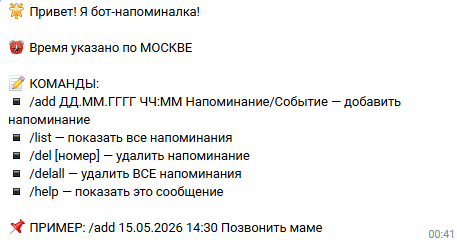 🌟 Привет! Я бот-напоминалка!
⏰ Время указано по МОСКВЕ
📝 КОМАНДЫ:
▪️ /add ДД.ММ.ГГГГ ЧЧ:ММ Напоминание/Событие — добавить
напоминание
▪️ /list — показать все напоминания
▪️ /del [номер] — удалить напоминание
▪️ /delall — удалить ВСЕ напоминания
▪️ /help — показать это сообщение
📌 ПРИМЕР: /add 15.05.2026 14:30 Позвонить маме
00:41